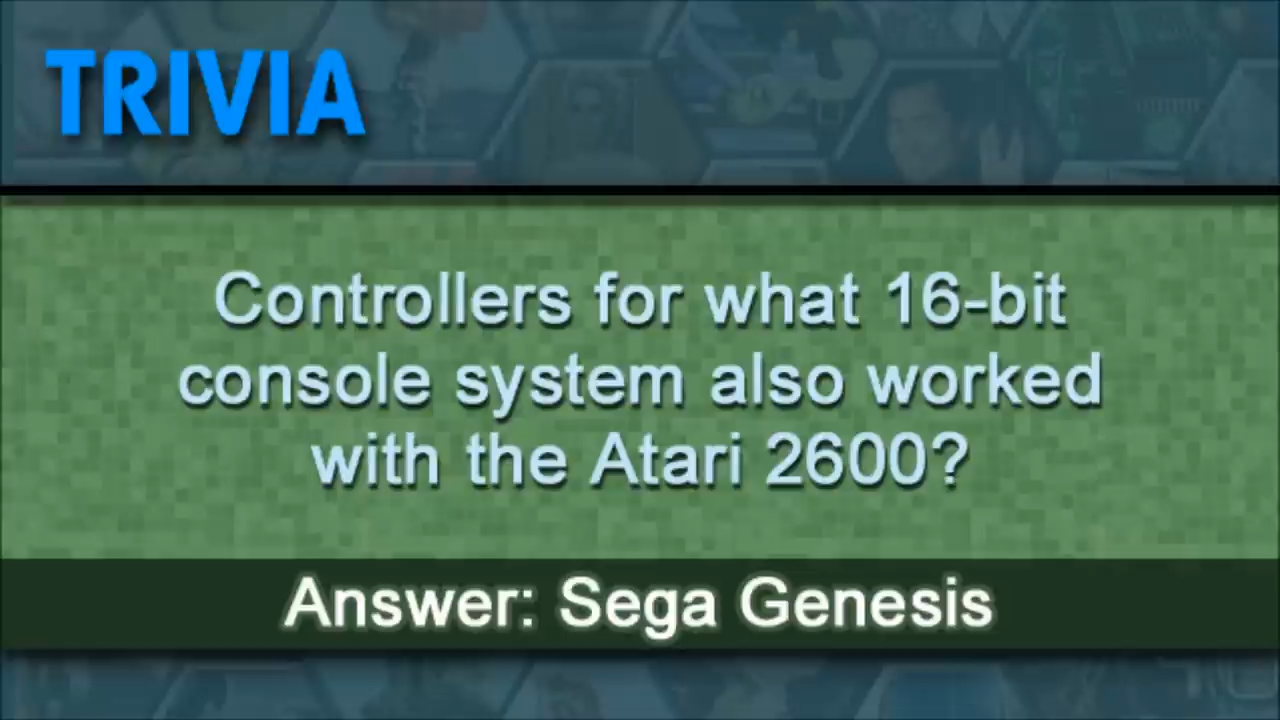 TRIVIA
Controllers for what 16-bit
console system also worked
with the Atari 2600?
Answer: Sega Genesis